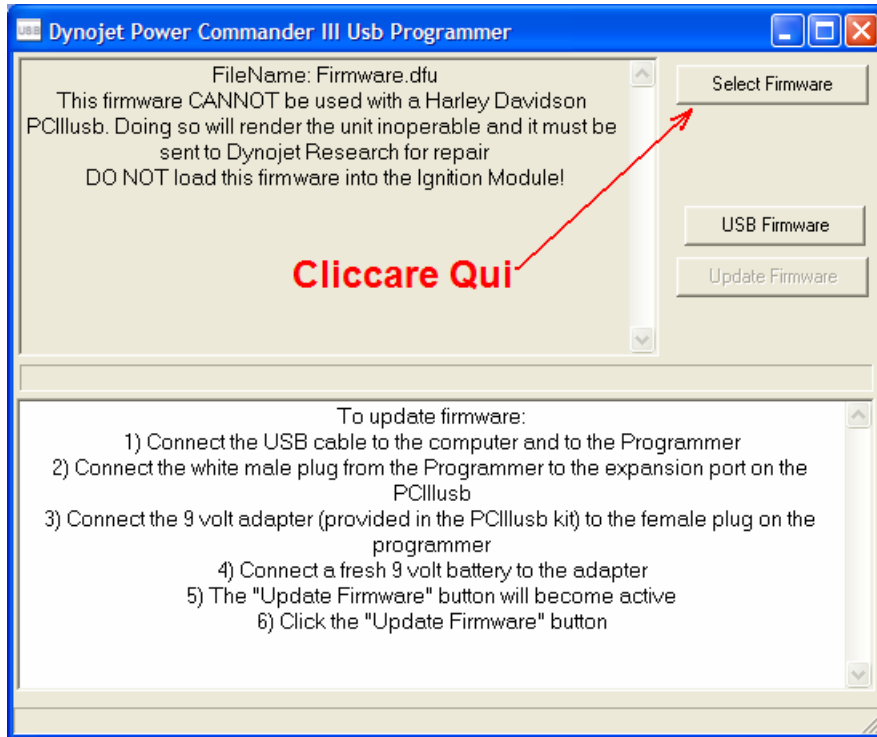 USB Dynojet Power Commander III Usb Programmer
FileName: Firmware.dfu
This firmware CANNOT be used with a Harley Davidson
PCIIIusb. Doing so will render the unit inoperable and it must be
sent to Dynojet Research for repair
DO NOT load this firmware into the Ignition Module!
Select Firmware
USB Firmware
Cliccare Qui
Update Firmware
To update firmware:
1) Connect the USB cable to the computer and to the Programmer
2) Connect the white male plug from the Programmer to the expansion port on the
PCIIIusb
3) Connect the 9 volt adapter (provided in the PCIIIusb kit) to the female plug on the
programmer
4) Connect a fresh 9 volt battery to the adapter
5) The "Update Firmware" button will become active
6) Click the "Update Firmware" button